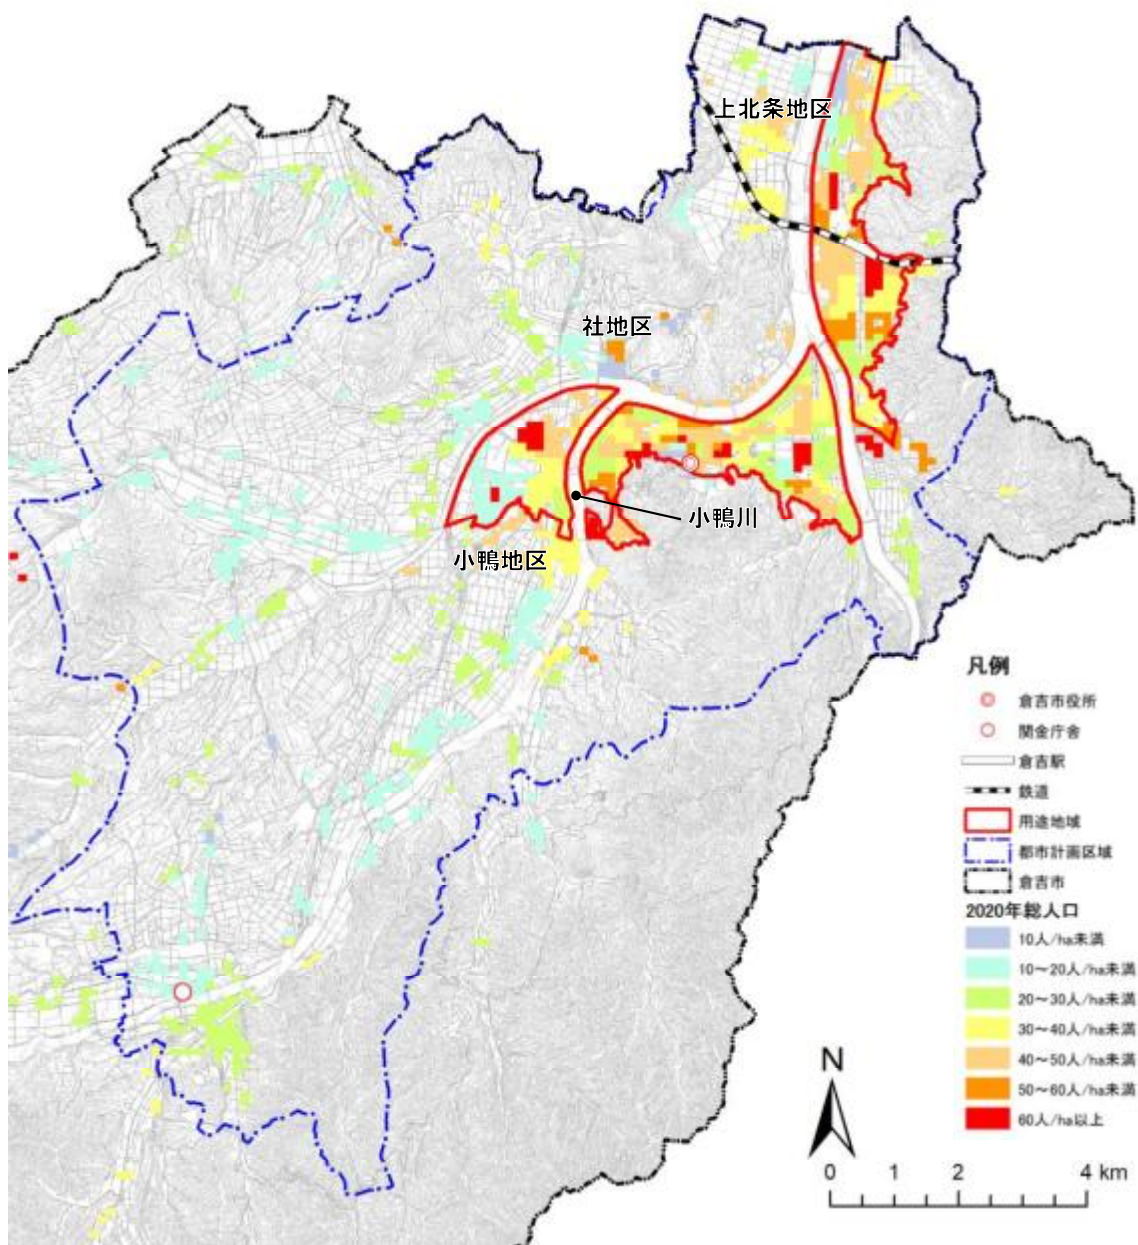 上北条地区
社地区
小鴨川
小鴨地区
凡例
倉吉市役所
関金庁舎
倉吉駅
鉄道
用途地域
都市計画区域
倉吉市
2020年総人口
10人/ha未満
10～20人/ha未満
20～30人/ha未満
30～40人/ha未満
40～50人/ha未満
50～60人/ha未満
60人/ha以上
N
0 1 2 4 km